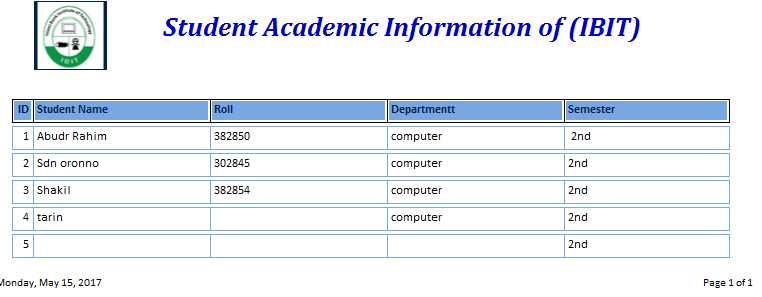 Student Academic Information of (IBIT)
IBIT
ID Student Name Roll Departmentt Semester
1 Abudr Rahim 382850 computer 2nd
2 Sdn oronno 302845 computer 2nd
3 Shakil 382854 computer 2nd
4 tarin computer 2nd
5 2nd
Monday, May 15, 2017 Page 1 of 1